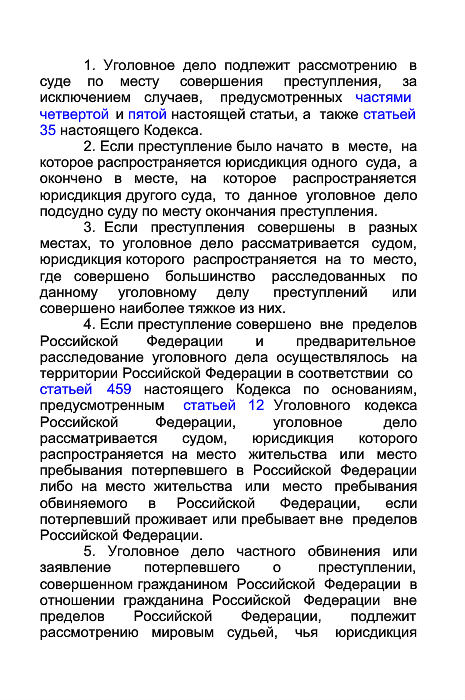 1. Уголовное дело подлежит рассмотрению в
суде по месту совершения преступления, за
исключением случаев, предусмотренных частями
четвертой и пятой настоящей статьи, а также статьей
35 настоящего Кодекса.
2. Если преступление было начато в месте, на
которое распространяется юрисдикция одного суда, а
окончено в месте, на которое распространяется
юрисдикция другого суда, то данное уголовное дело
подсудно суду по месту окончания преступления.
3. Если преступления совершены в разных
местах, то уголовное дело рассматривается судом,
юрисдикция которого распространяется на то место,
где совершено большинство расследованных по
данному уголовному делу преступлений или
совершено наиболее тяжкое из них.
4. Если преступление совершено вне пределов
Российской Федерации и предварительное
расследование уголовного дела осуществлялось на
территории Российской Федерации в соответствии со
статьей 459 настоящего Кодекса по основаниям,
предусмотренным статьей 12 Уголовного кодекса
Российской Федерации, уголовное дело
рассматривается судом, юрисдикция которого
распространяется на место жительства или место
пребывания потерпевшего в Российской Федерации
либо на место жительства или место пребывания
обвиняемого в Российской Федерации, если
потерпевший проживает или пребывает вне пределов
Российской Федерации.
5. Уголовное дело частного обвинения или
заявление потерпевшего о преступлении,
совершенном гражданином Российской Федерации в
отношении гражданина Российской Федерации вне
пределов Российской Федерации, подлежит
рассмотрению мировым судьей, чья юрисдикция